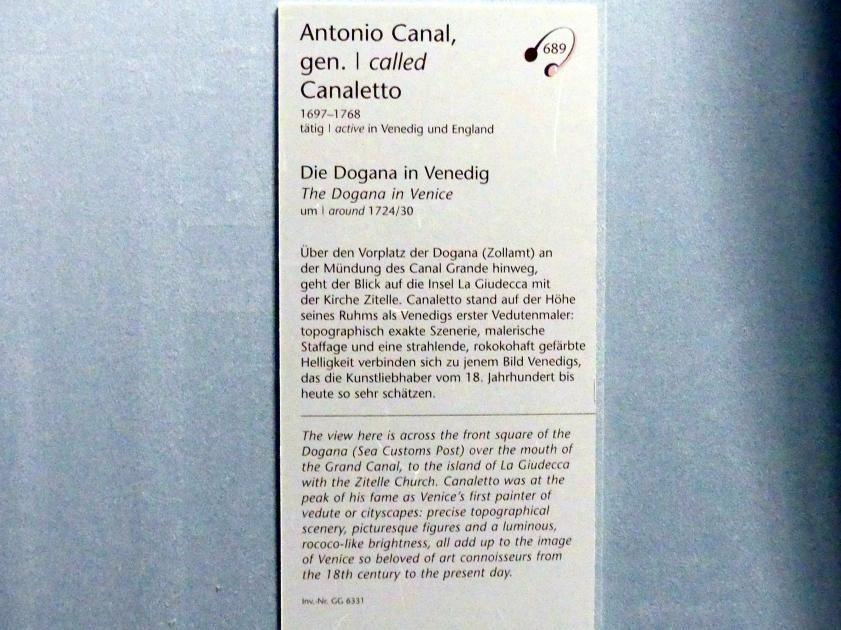 Antonio Canal,
gen. | called
Canaletto
689
1697–1768
tätig | active in Venedig und England
Die Dogana in Venedig
The Dogana in Venice
um | around 1724/30
Über den Vorplatz der Dogana (Zollamt) an
der Mündung des Canal Grande hinweg,
geht der Blick auf die Insel La Giudecca mit
der Kirche Zitelle. Canaletto stand auf der Höhe
seines Ruhms als Venedigs erster Vedutenmaler:
topographisch exakte Szenerie, malerische
Staffage und eine strahlende, rokokohaft gefärbte
Helligkeit verbinden sich zu jenem Bild Venedigs,
das die Kunstliebhaber vom 18. Jahrhundert bis
heute so sehr schätzen.
The view here is across the front square of the
Dogana (Sea Customs Post) over the mouth of
the Grand Canal, to the island of La Giudecca
with the Zitelle Church. Canaletto was at the
peak of his fame as Venice's first painter of
vedute or cityscapes: precise topographical
scenery, picturesque figures and a luminous,
rococo-like brightness, all add up to the image
of Venice so beloved of art connoisseurs from
the 18th century to the present day.
Inv.-Nr. GG 6331